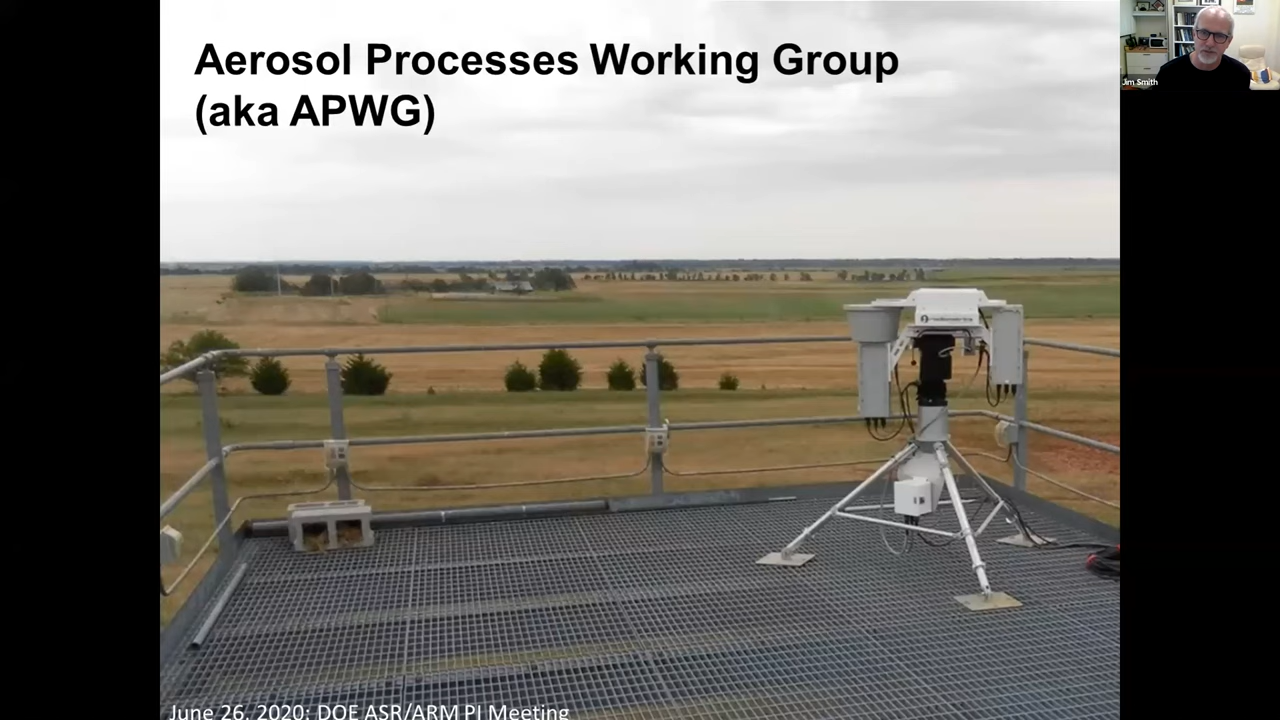 Aerosol Processes Working Group
(aka APWG)
Jim Smith
June 26, 2020: DOE ASR/ARM PI Meeting